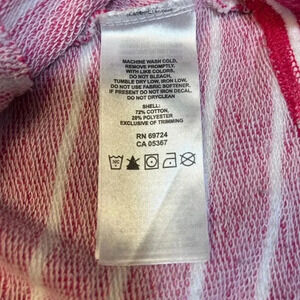 MACHINE WASH COLD,
REMOVE PROMPTLY.
WITH LIKE COLORS,
DO NOT BLEACH,
TUMBLE DRY LOW, IRON LOW,
DO NOT USE FABRIC SOFTENER,
IF PRESENT DO NOT IRON DECAL,
DO NOT DRYCLEAN
SHELL:
72% COTTON,
28% POLYESTER
EXCLUSIVE OF TRIMMING
RN 69724
CA 05367